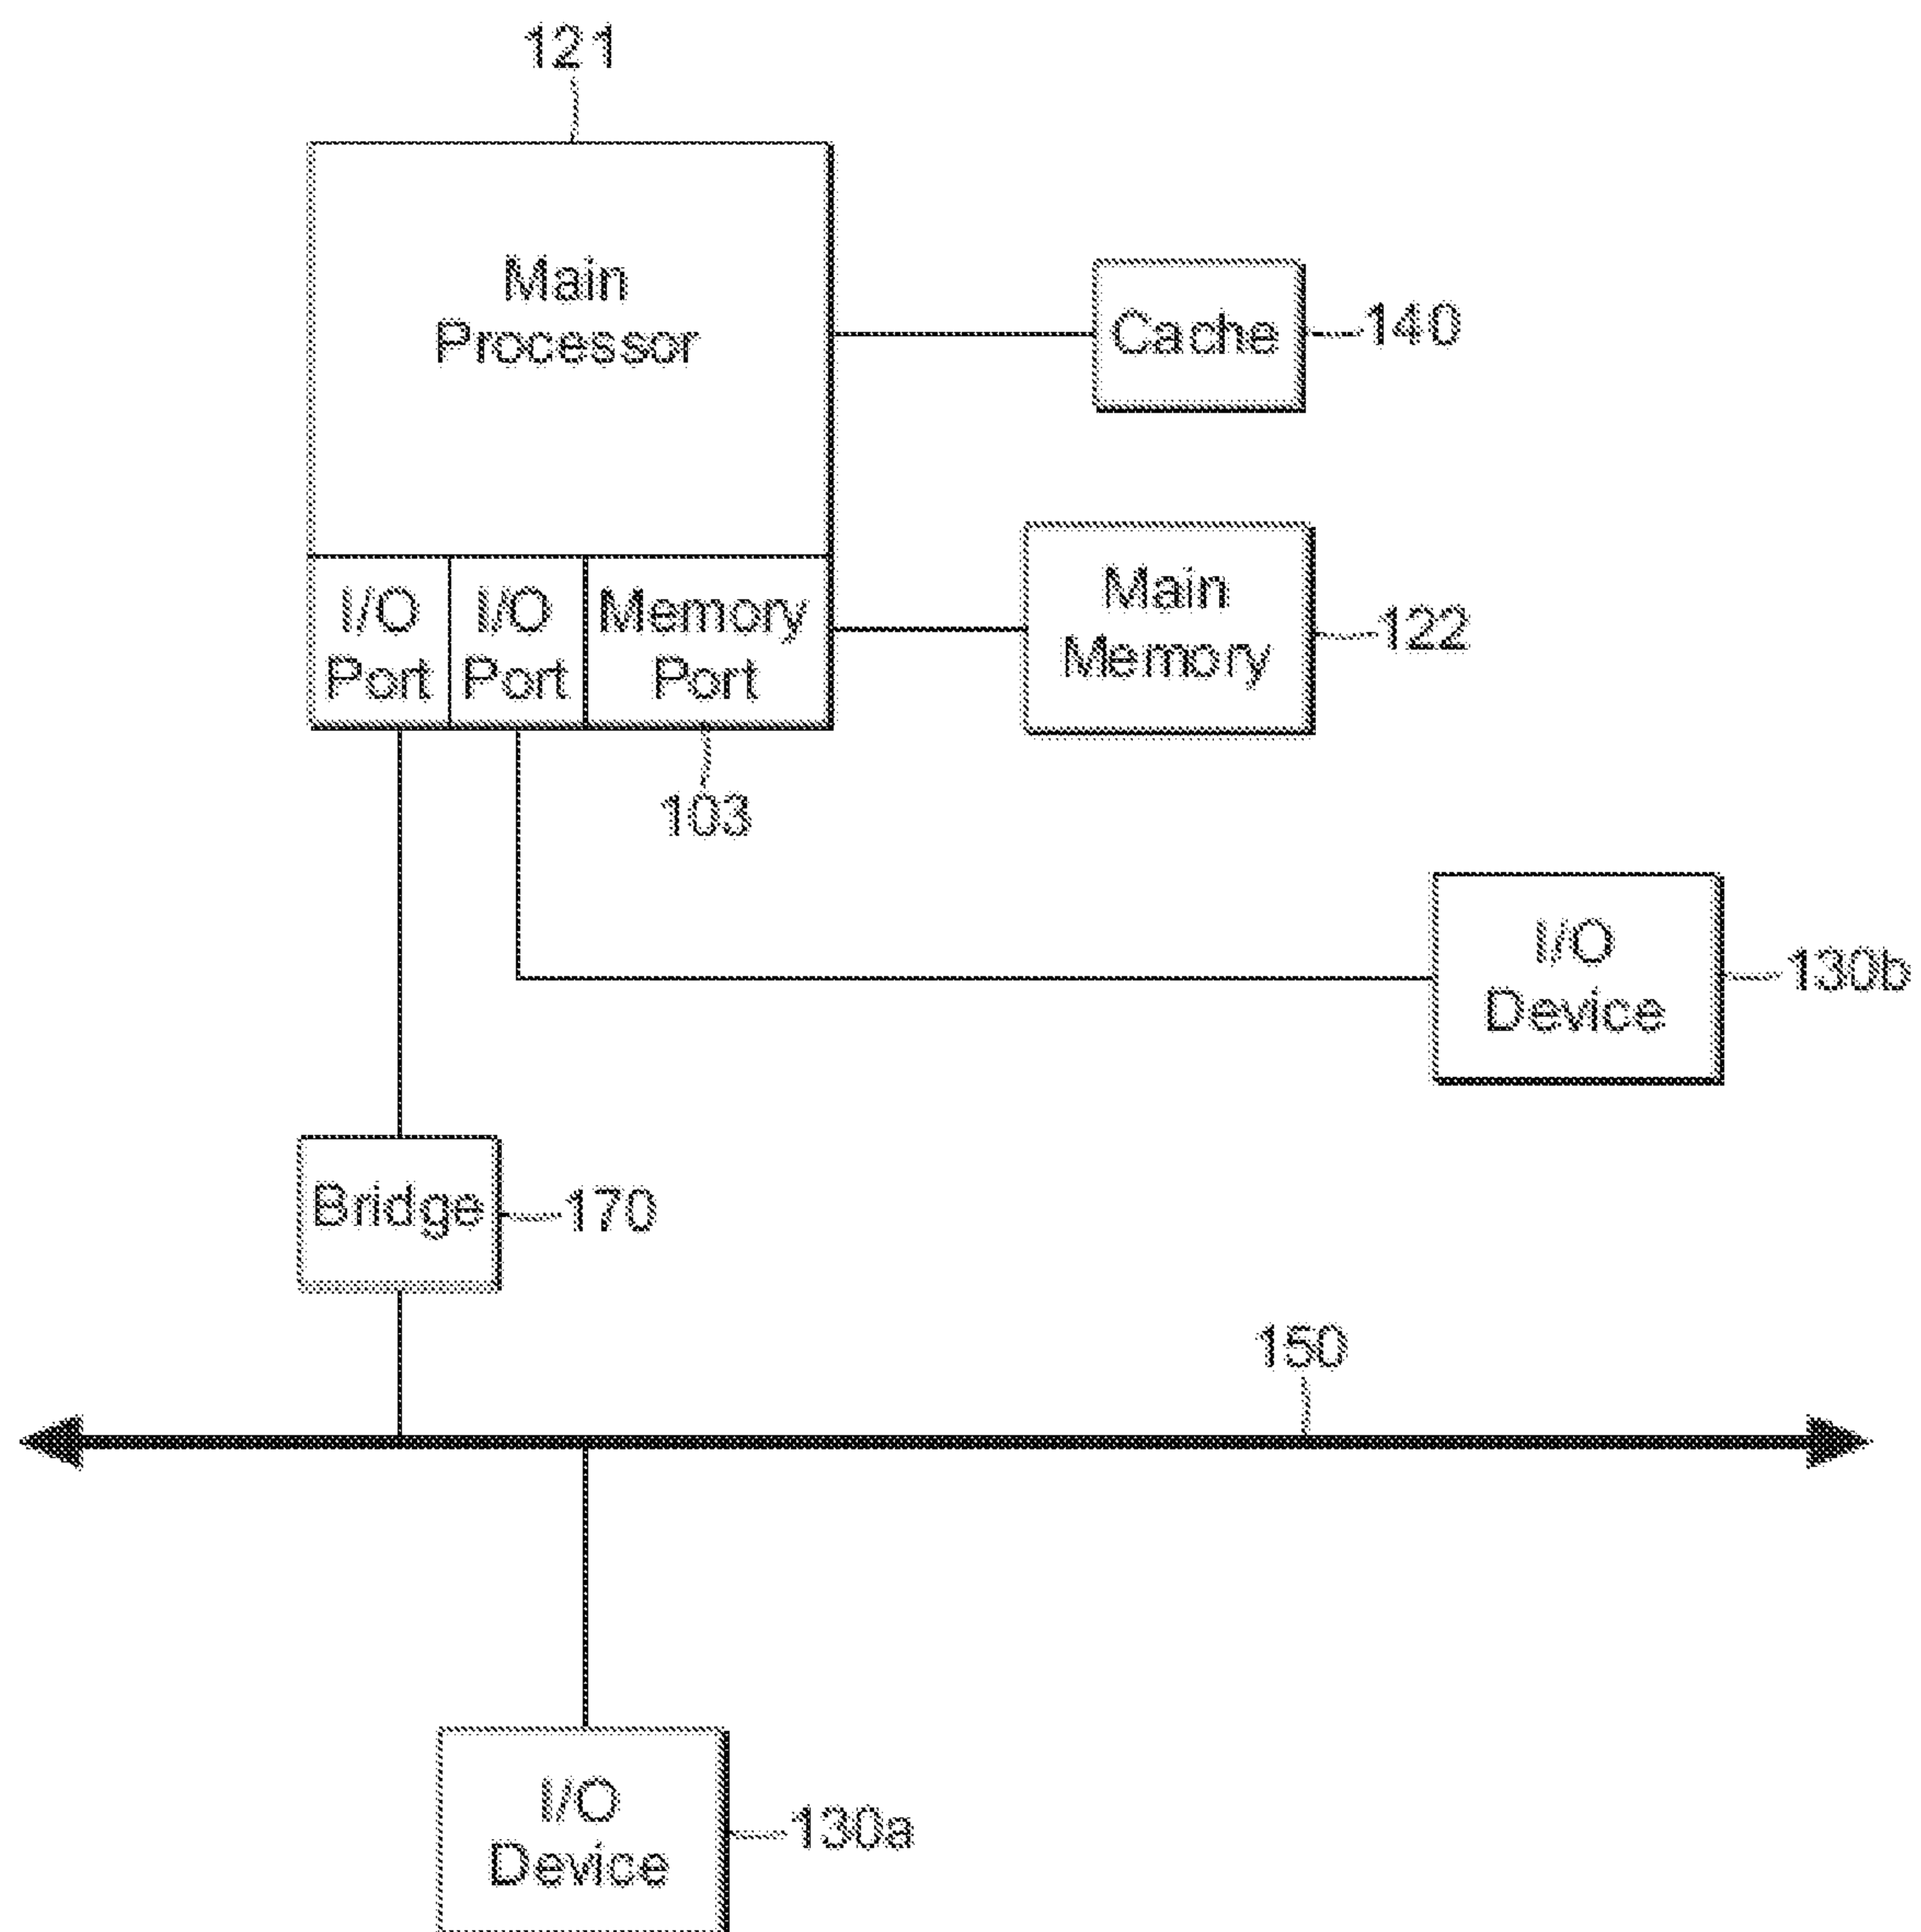 121
Main
Processor
Cache
140
I/O
Port
I/O
Port
Memory
Port
Main
Memory
122
103
I/O
Device
130b
Bridge
170
150
I/O
Device
130a